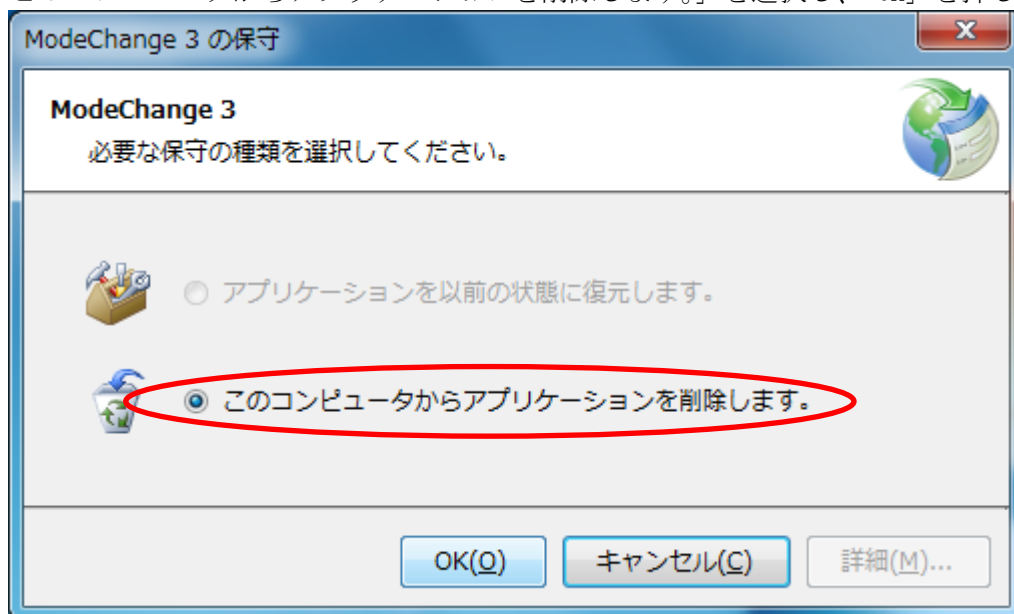 ModeChange 3 の保守
ModeChange 3
必要な保守の種類を選択してください。
アプリケーションを以前の状態に復元します。
このコンピュータからアプリケーションを削除します。
OK(O)
キャンセル(C)
詳細(M)...